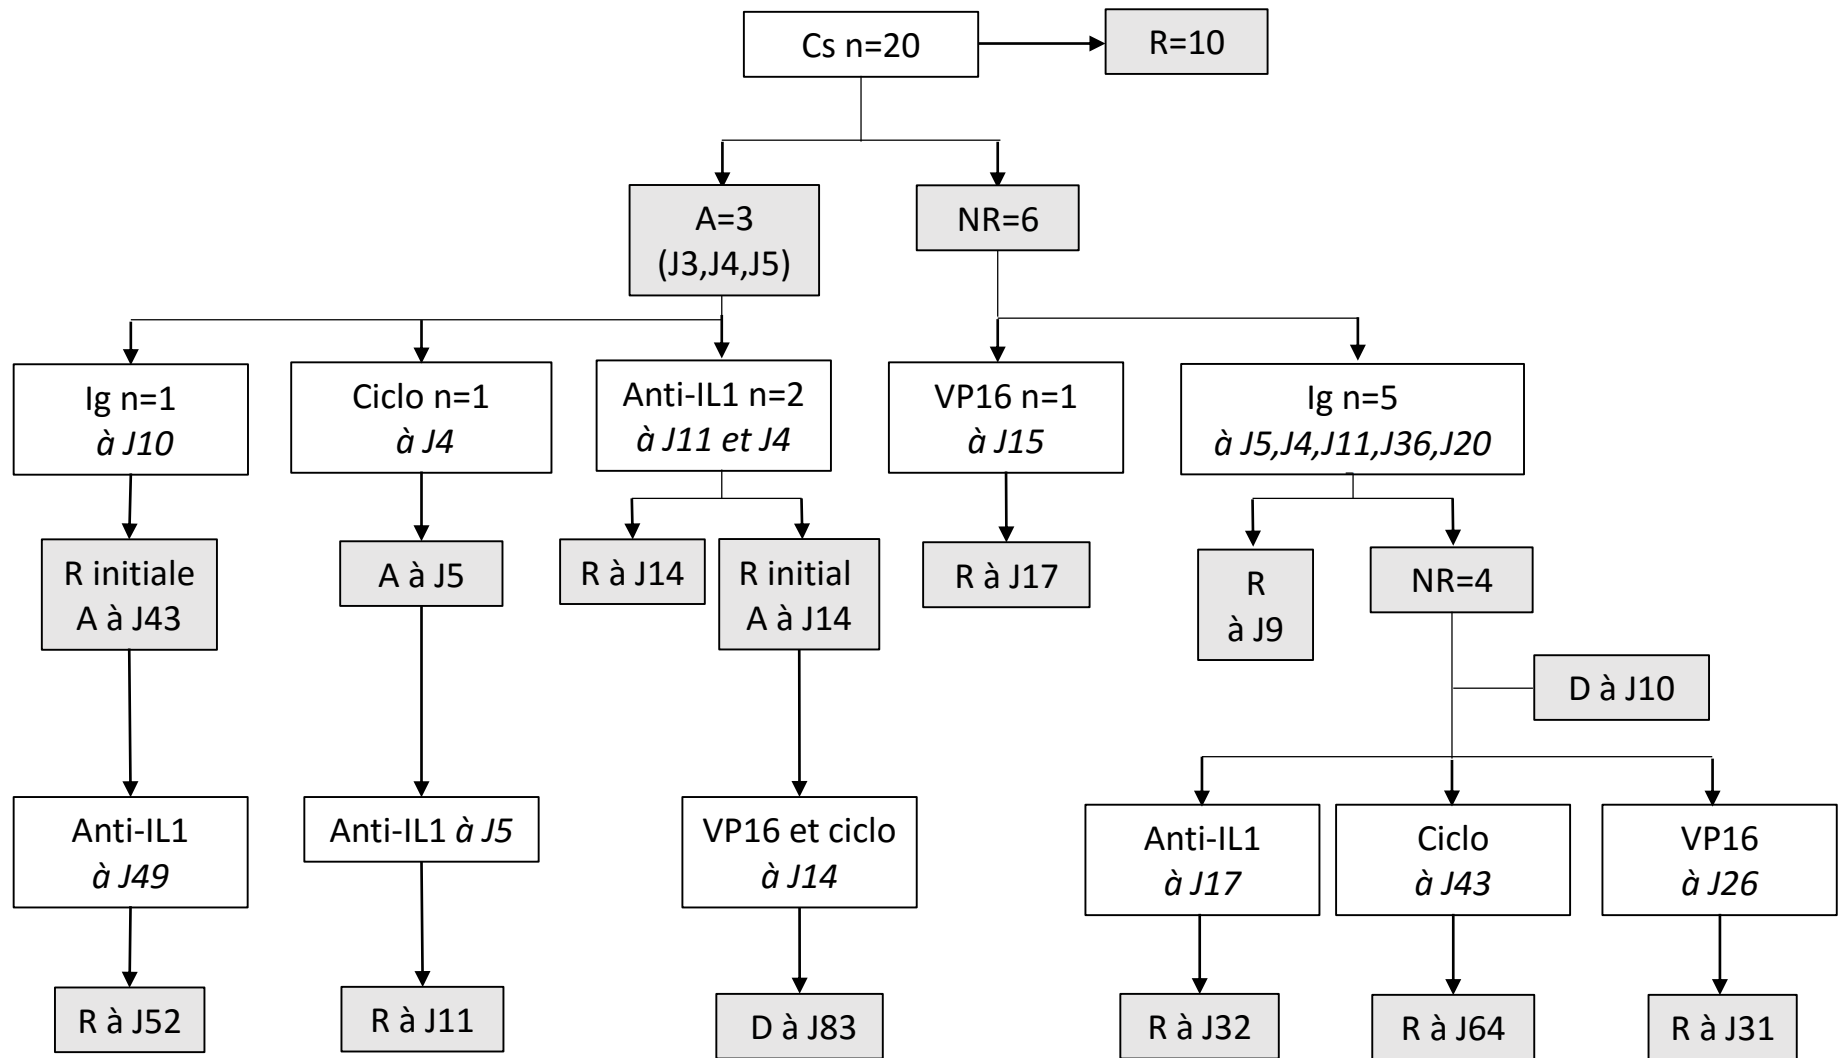 Cs n=20
R=10
A=3
(J3,J4,J5)
NR=6
Ig n=1
à J10
Ciclo n=1
à J4
Anti-IL1 n=2
à J11 et J4
VP16 n=1
à J15
Ig n=5
à J5,J4,J11,J36,J20
R initiale
A à J43
A à J5
R à J14
R initial
A à J14
R à J17
R
à J9
NR=4
D à J10
Anti-IL1
à J49
Anti-IL1 à J5
VP16 et ciclo
à J14
Anti-IL1
à J17
Ciclo
à J43
VP16
à J26
R à J52
R à J11
D à J83
R à J32
R à J64
R à J31